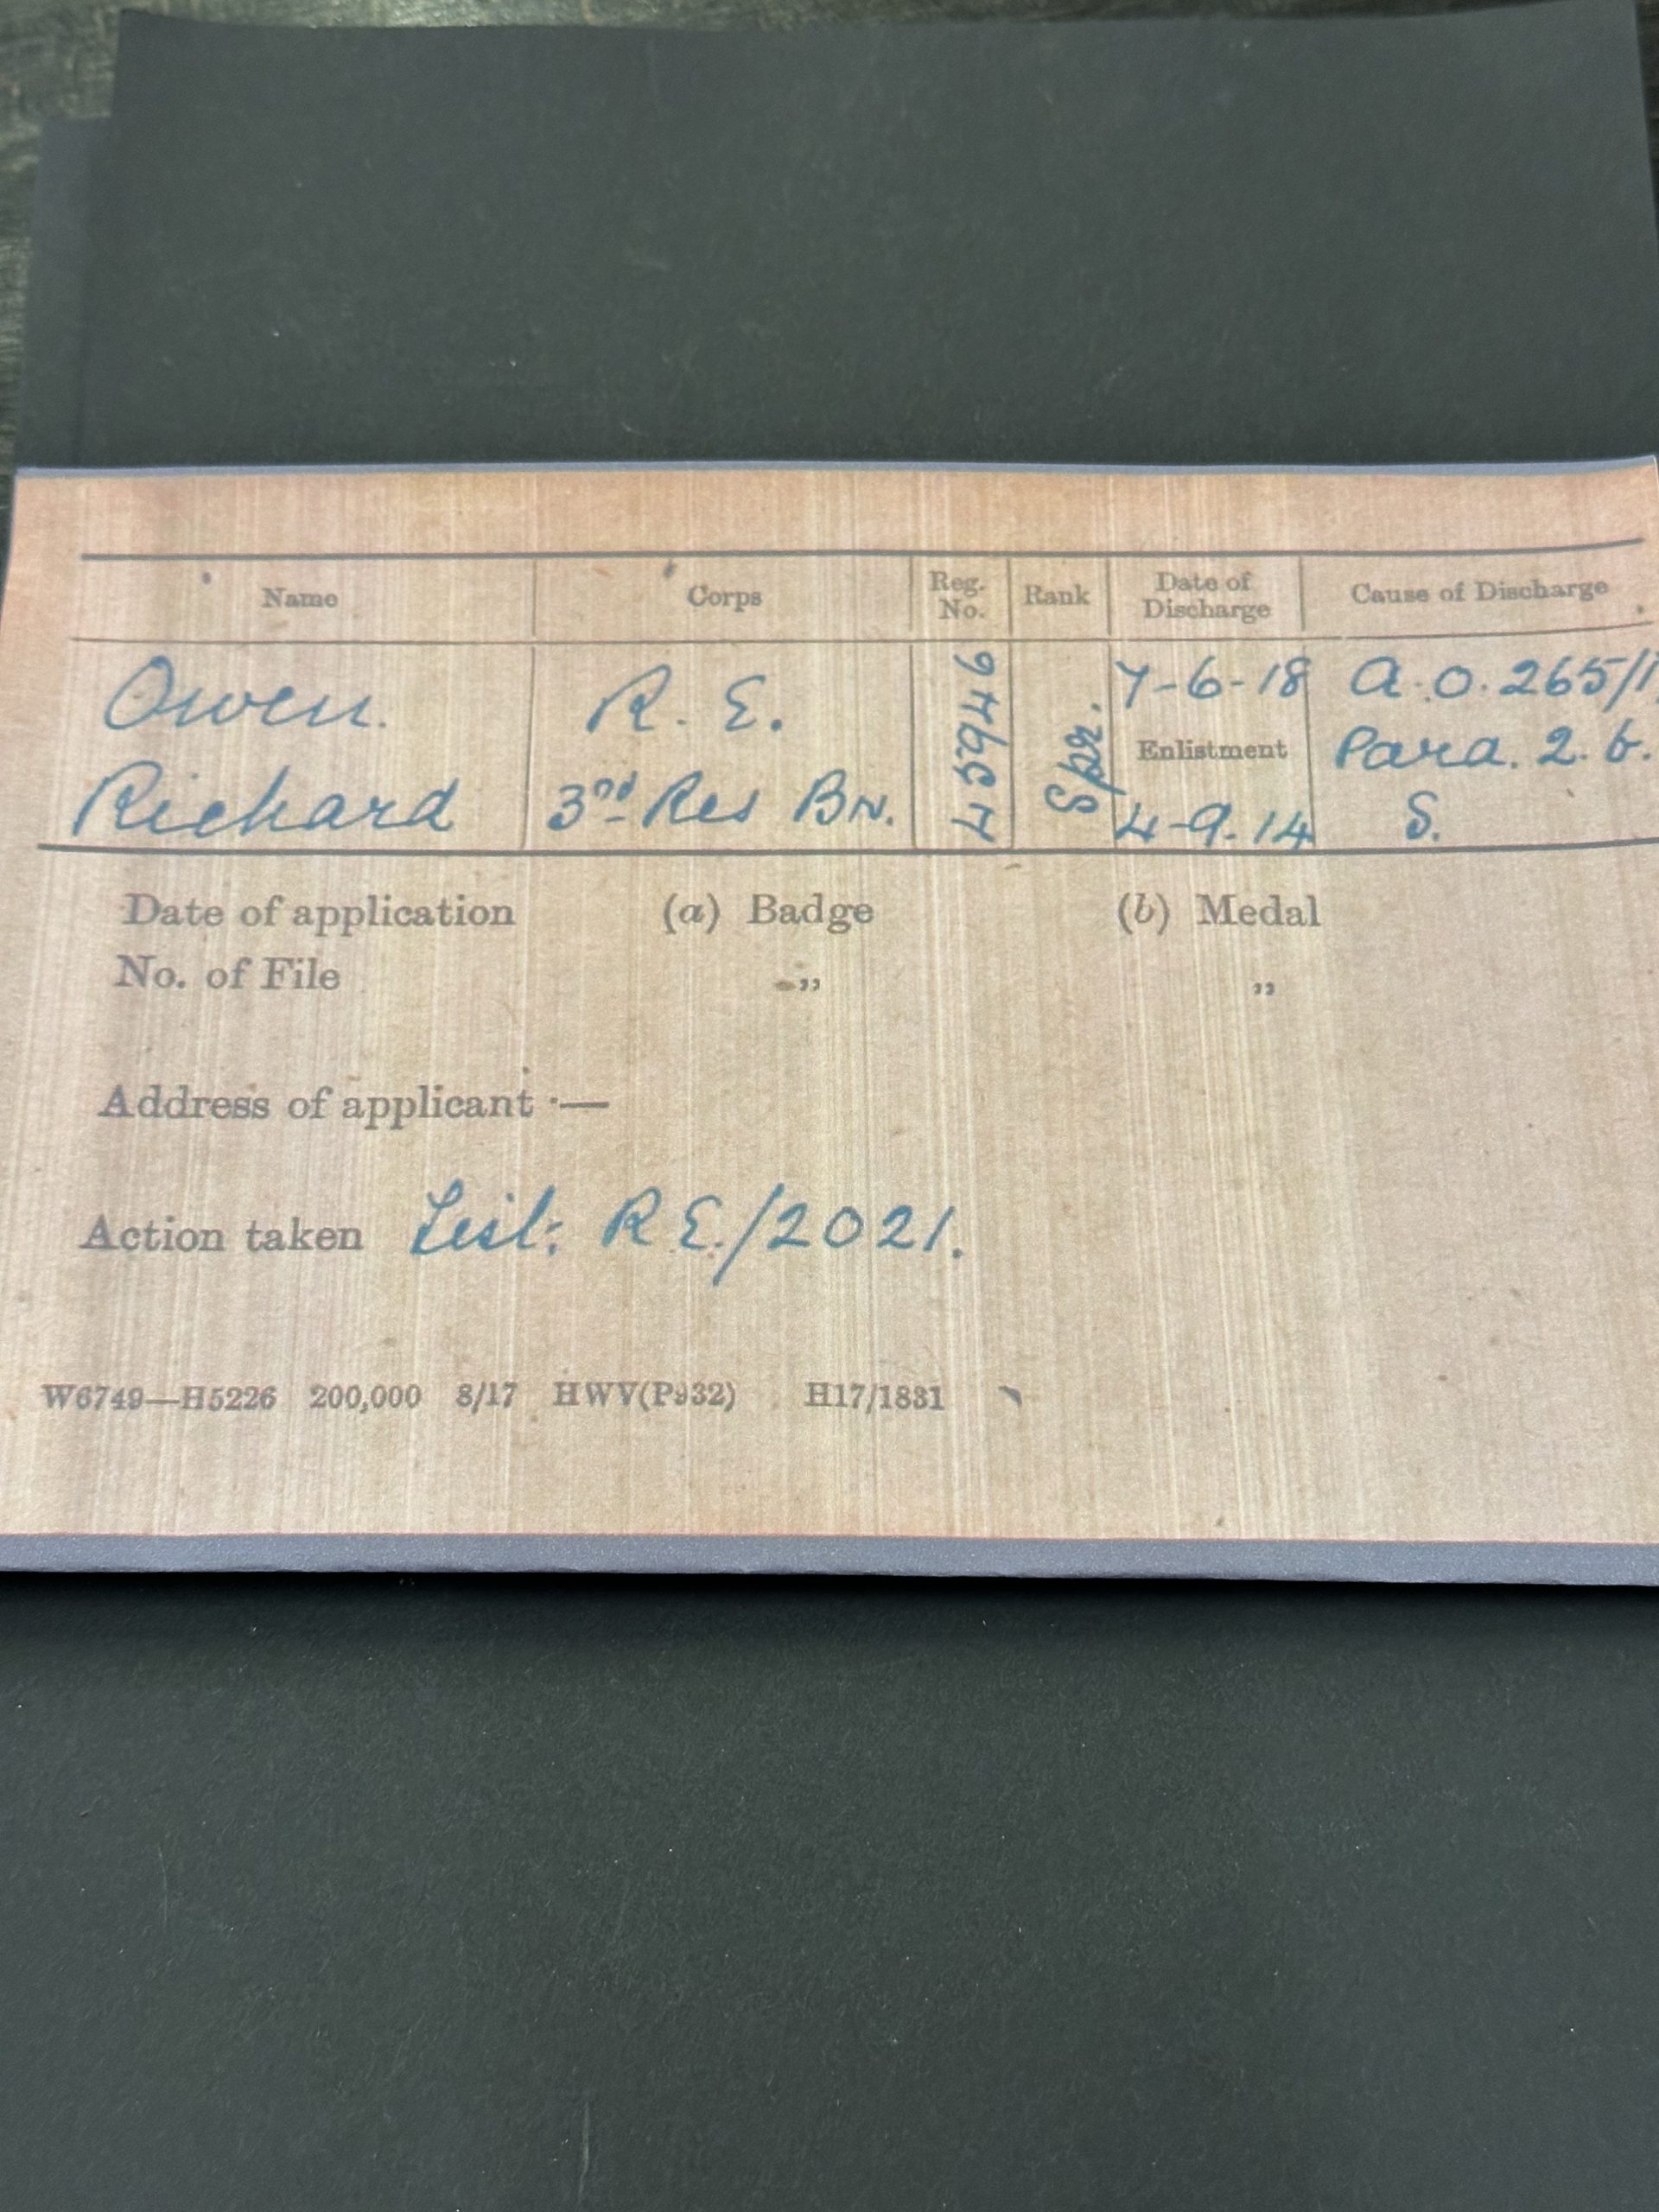 Name Corps Reg. No. Rank Date of Discharge Cause of Discharge
Owen. R. E. 459446 Spr. 7-6-18 A.O. 265/1
Enlistment Para. 2. b.
Richard 3rd Res Bn. 4-9-14 S.
Date of application (a) Badge (b) Medal
No. of File ,, ,,
Address of applicant :—
Action taken List: R.E./2021.
W6749—H5226 200,000 8/17 HWV(P932) H17/1831